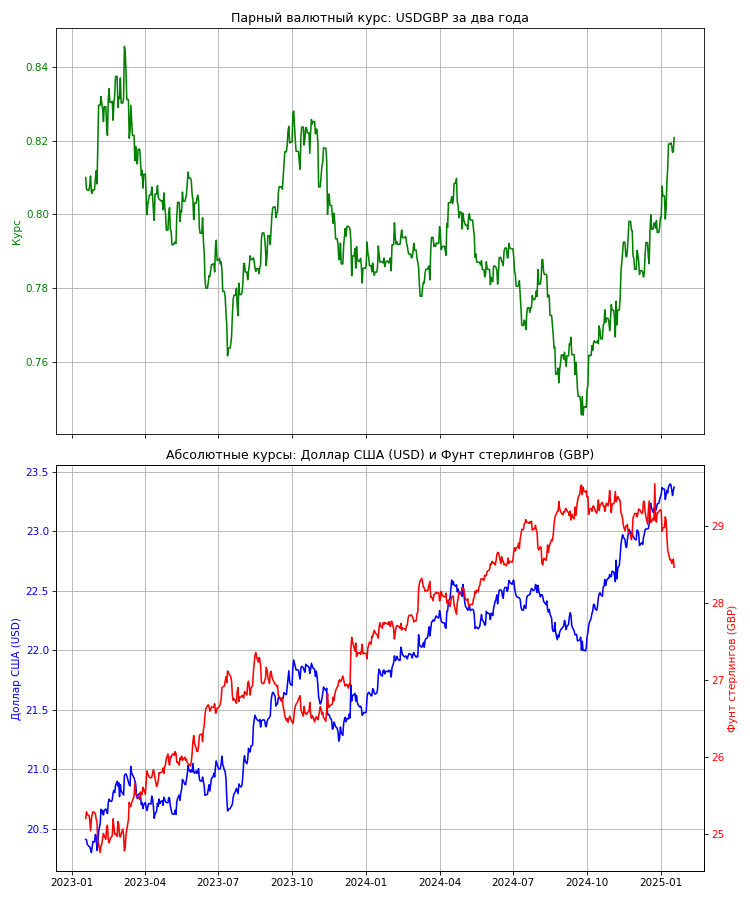 Парный валютный курс: USDGBP за два года
0.84
0.82
0.80
0.78
0.76
Курс
Абсолютные курсы: Доллар США (USD) и Фунт стерлингов (GBP)
23.5
23.0
22.5
22.0
21.5
21.0
20.5
Доллар США (USD)
29
28
27
26
25
Фунт стерлингов (GBP)
2023-01 2023-04 2023-07 2023-10 2024-01 2024-04 2024-07 2024-10 2025-01